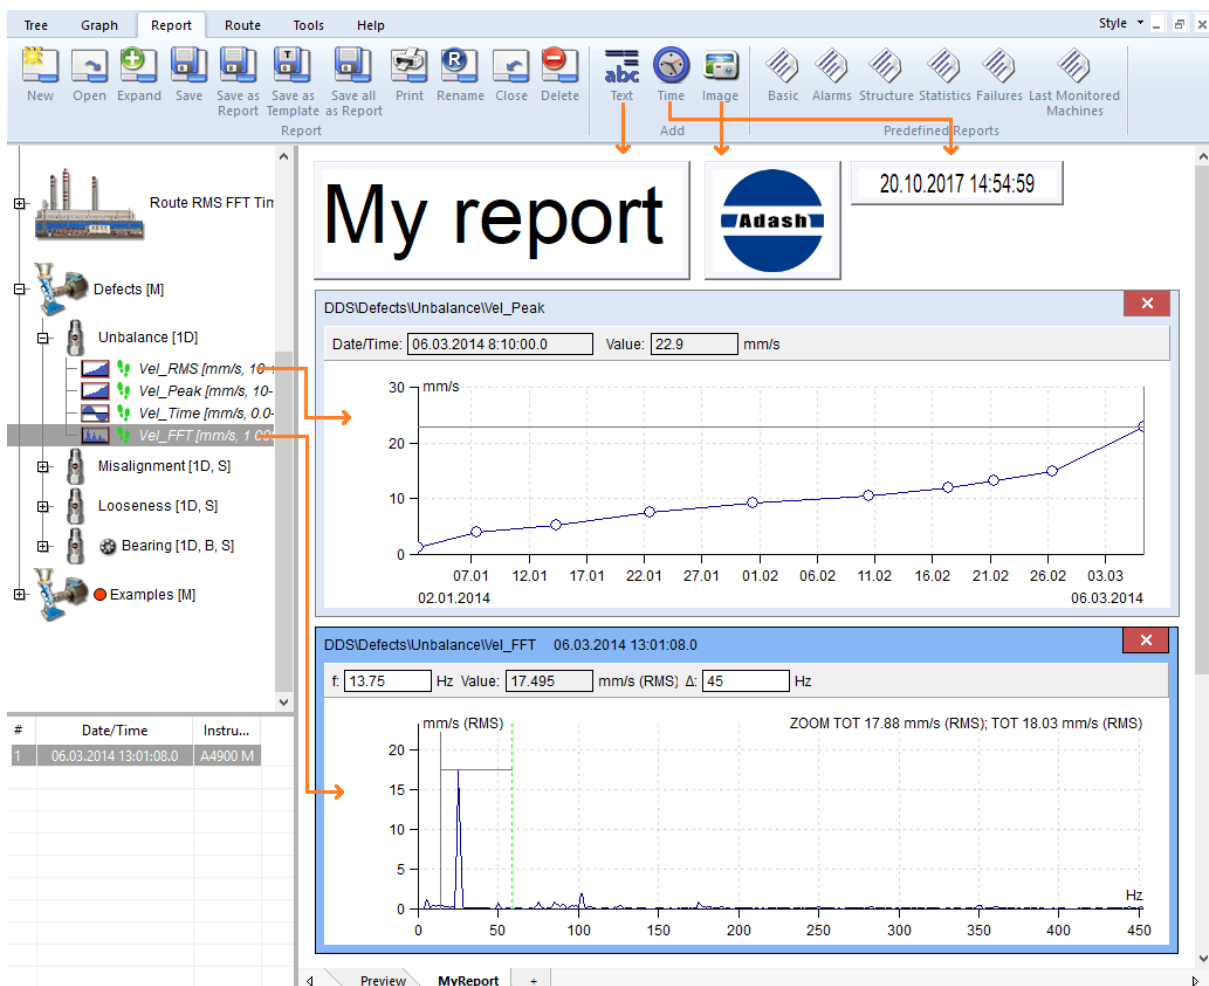 Tree Graph Report Route Tools Help Style
New Open Expand Save Save as Report Save as Template Save all as Report Print Rename Close Delete Text Time Image Basic Alarms Structure Statistics Failures Last Monitored Machines
Report Add Predefined Reports
Route RMS FFT Tim
Defects [M]
Unbalance [1D]
Vel_RMS [mm/s, 10-
Vel_Peak [mm/s, 10-
Vel_Time [mm/s, 0.0-
Vel_FFT [mm/s, 1 00
Misalignment [1D, S]
Looseness [1D, S]
Bearing [1D, B, S]
Examples [M]
# Date/Time Instru...
1 06.03.2014 13:01:08.0 A4900 M
My report
Adash
20.10.2017 14:54:59
DDS\Defects\Unbalance\Vel_Peak
Date/Time: 06.03.2014 8:10:00.0 Value: 22.9 mm/s
mm/s
30
20
10
0
07.01 12.01 17.01 22.01 27.01 01.02 06.02 11.02 16.02 21.02 26.02 03.03
02.01.2014 06.03.2014
DDS\Defects\Unbalance\Vel_FFT 06.03.2014 13:01:08.0
f: 13.75 Hz Value: 17.495 mm/s (RMS) Δ: 45 Hz
mm/s (RMS) ZOOM TOT 17.88 mm/s (RMS); TOT 18.03 mm/s (RMS)
20
15
10
5
0
Hz
0 50 100 150 200 250 300 350 400 450
Preview MyReport +